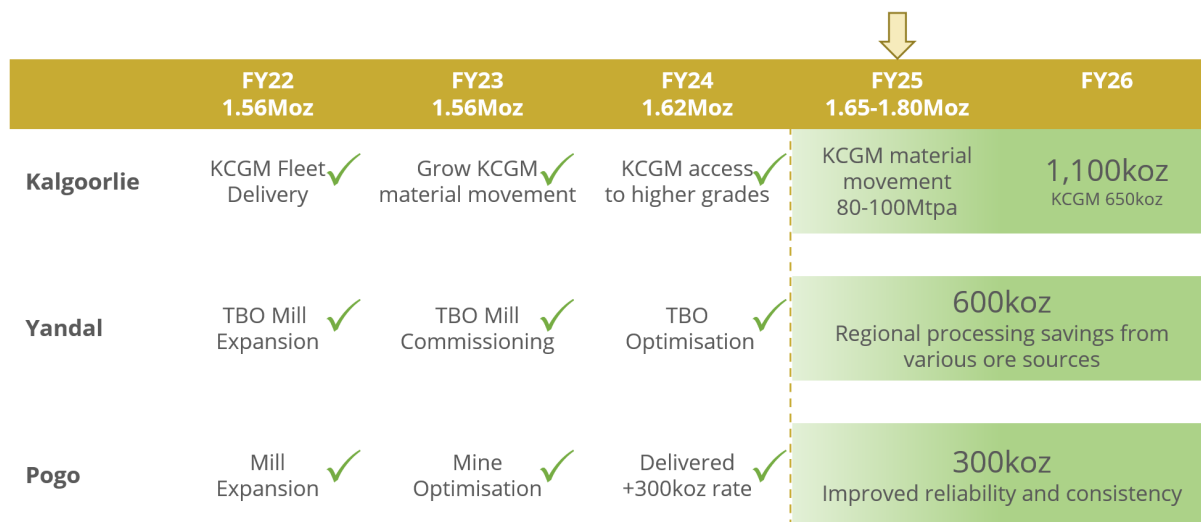 FY22 FY23 FY24 FY25 FY26
1.56Moz 1.56Moz 1.62Moz 1.65-1.80Moz
Kalgoorlie
KCGM Fleet
Delivery
Grow KCGM
material movement
KCGM access
to higher grades
KCGM material
movement
80-100Mtpa
1,100koz
KCGM 650koz
Yandal
TBO Mill
Expansion
TBO Mill
Commissioning
TBO
Optimisation
600koz
Regional processing savings from
various ore sources
Pogo
Mill
Expansion
Mine
Optimisation
Delivered
+300koz rate
300koz
Improved reliability and consistency